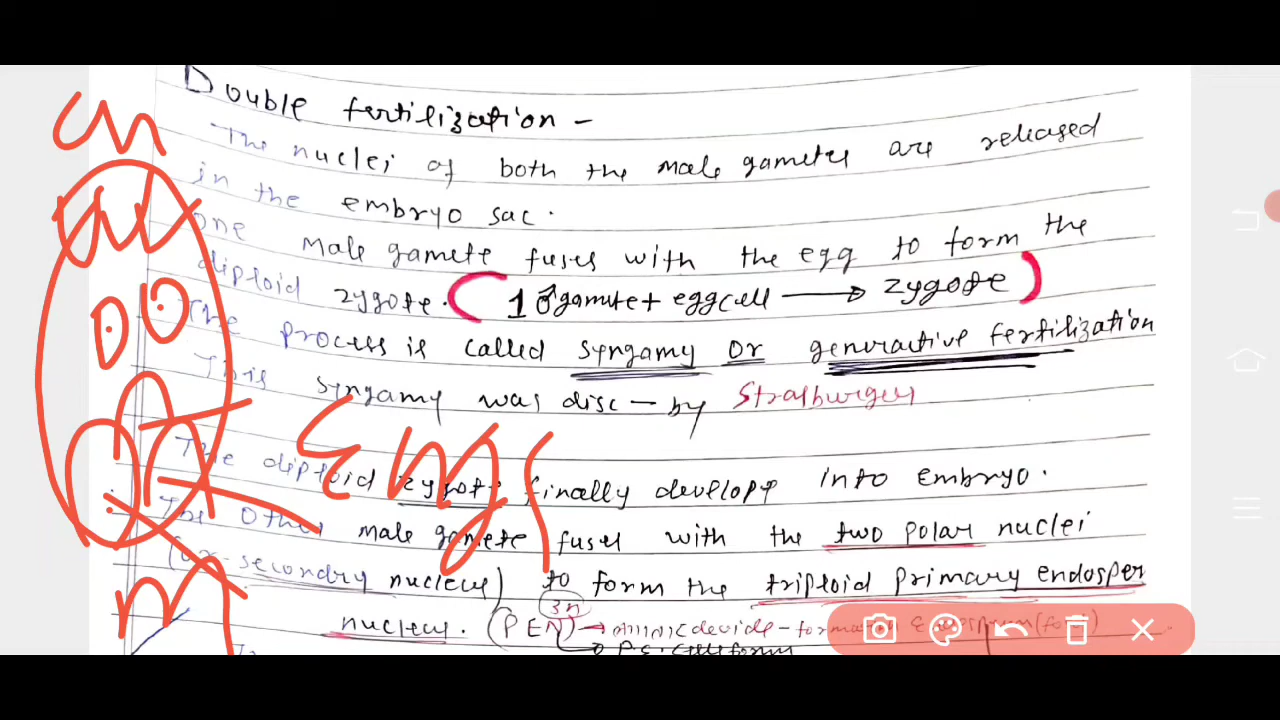 Double fertilization -
The nuclei of both the male gametes are released
in the embryo sac.
one male gamete fuses with the egg to form the
diploid zygote. (1 ♂ gamete + egg cell → zygote)
The process is called syngamy or generative fertilization
This syngamy was disc - by Strasburger
The diploid zygote finally develops into embryo.
The other male gamete fuses with the two polar nuclei
(or secondry nucleus) to form the triploid primary endosper
3n
nucleus. (PEN) →